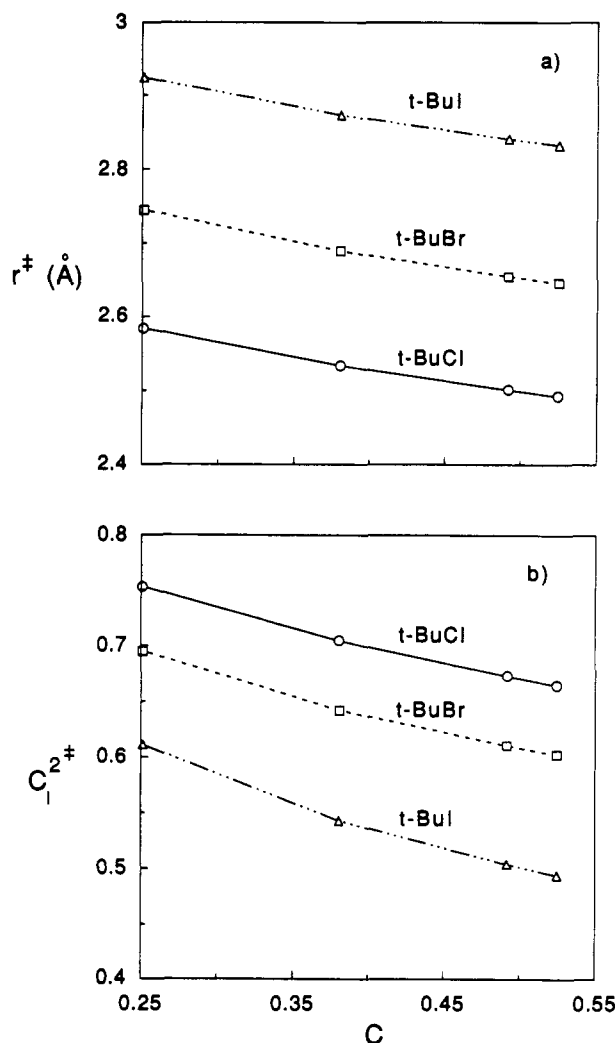 3
a)
t-BuI
2.8
t-BuBr
r‡ (Å)
2.6
t-BuCl
2.4
0.8
b)
t-BuCl
0.7
t-BuBr
C_I^2‡
0.6
t-BuI
0.5
0.4
0.25 0.35 0.45 0.55
C